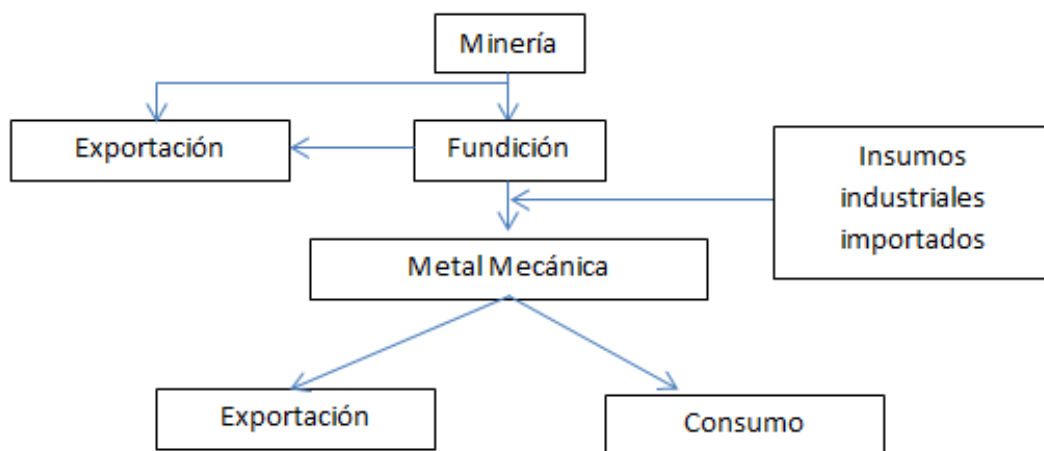 Minería
Exportación
Fundición
Insumos
industriales
importados
Metal Mecánica
Exportación
Consumo